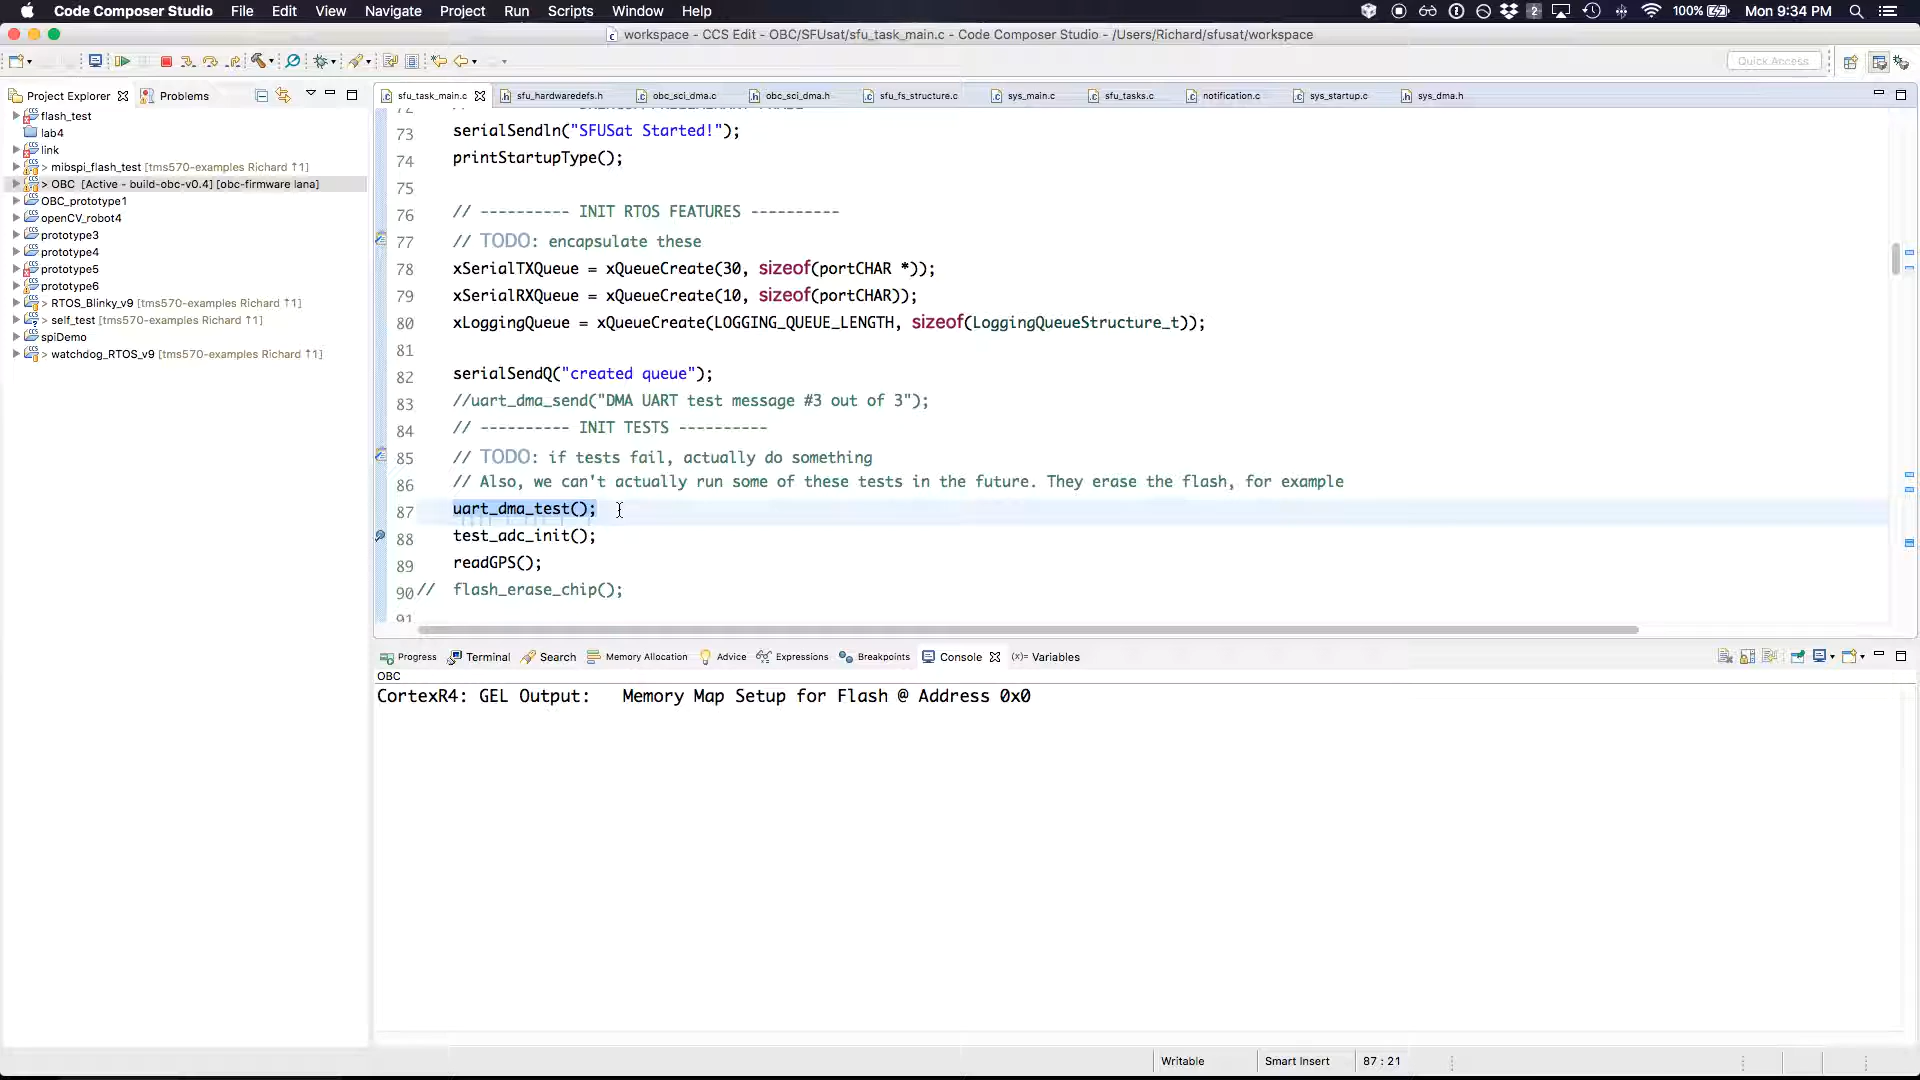 Code Composer Studio File Edit View Navigate Project Run Scripts Window Help 2 100% Mon 9:34 PM
workspace - CCS Edit - OBC/SFUsat/sfu_task_main.c - Code Composer Studio - /Users/Richard/sfusat/workspace
Quick Access
Project Explorer Problems
flash_test
lab4
link
> mibspi_flash_test [tms570-examples Richard ↑1]
> OBC [Active - build-obc-v0.4] [obc-firmware lana]
OBC_prototype1
openCV_robot4
prototype3
prototype4
prototype5
prototype6
> RTOS_Blinky_v9 [tms570-examples Richard ↑1]
> self_test [tms570-examples Richard ↑1]
spiDemo
> watchdog_RTOS_v9 [tms570-examples Richard ↑1]
sfu_task_main.c sfu_hardwaredefs.h obc_sci_dma.c obc_sci_dma.h sfu_fs_structure.c sys_main.c sfu_tasks.c notification.c sys_startup.c sys_dma.h
73 serialSendln("SFUSat Started!");
74 printStartupType();
75
76 // ---------- INIT RTOS FEATURES ----------
77 // TODO: encapsulate these
78 xSerialTXQueue = xQueueCreate(30, sizeof(portCHAR *));
79 xSerialRXQueue = xQueueCreate(10, sizeof(portCHAR));
80 xLoggingQueue = xQueueCreate(LOGGING_QUEUE_LENGTH, sizeof(LoggingQueueStructure_t));
81
82 serialSendQ("created queue");
83 //uart_dma_send("DMA UART test message #3 out of 3");
84 // ---------- INIT TESTS ----------
85 // TODO: if tests fail, actually do something
86 // Also, we can't actually run some of these tests in the future. They erase the flash, for example
87 uart_dma_test();
88 test_adc_init();
89 readGPS();
90 // flash_erase_chip();
91
Progress Terminal Search Memory Allocation Advice Expressions Breakpoints Console (x)= Variables
OBC
CortexR4: GEL Output: Memory Map Setup for Flash @ Address 0x0
Writable Smart Insert 87 : 21